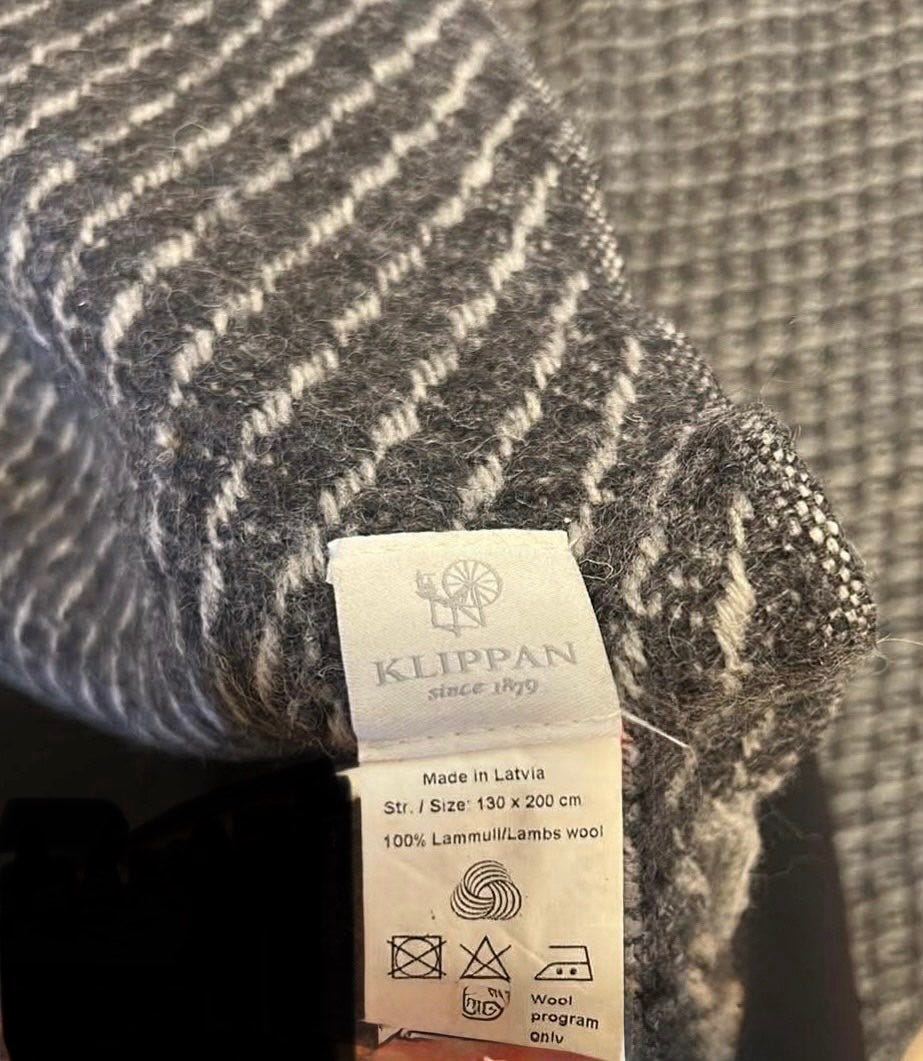 KLIPPAN
since 1879
Made in Latvia
Str. / Size: 130 x 200 cm
100% Lammull/Lambs wool
Wool
program
only